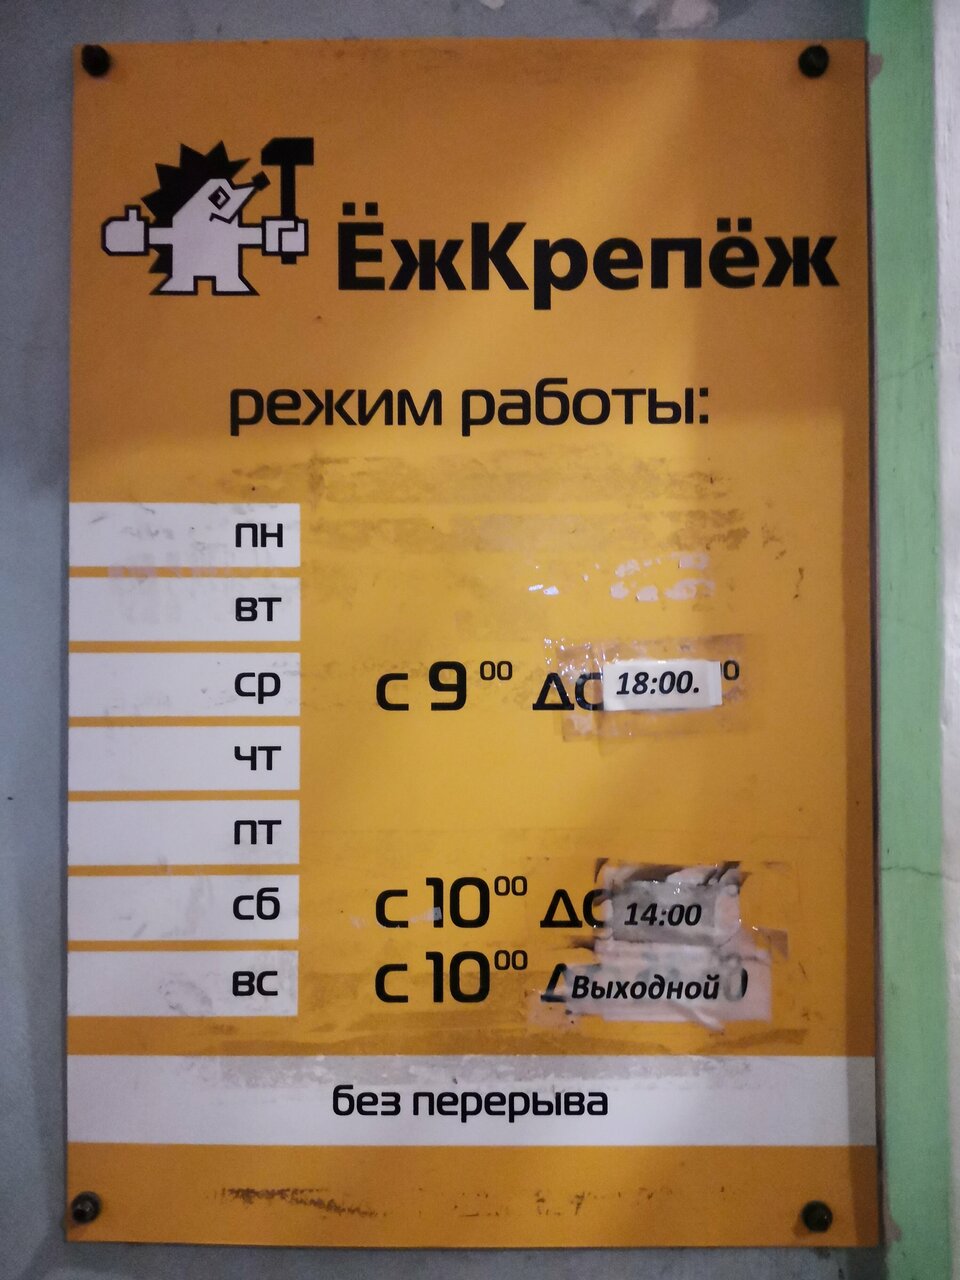 ЁжКрепёж
режим работы:
пн
вт
ср с 9⁰⁰ до 18:00.
чт
пт
сб с 10⁰⁰ до 14:00
вс с 10⁰⁰ Выходной
без перерыва